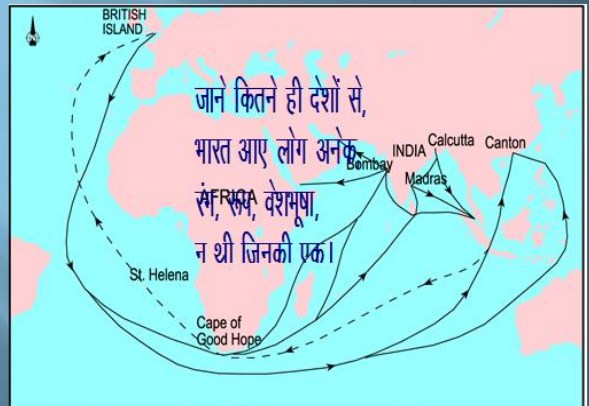 BRITISH
ISLAND
जाने कितने ही देशों से,
भारत आए लोग अनेक,
रंग, रूप, वेशभूषा,
न थी जिनकी एक।
INDIA
Calcutta
Canton
Bombay
Madras
AFRICA
St. Helena
Cape of
Good Hope